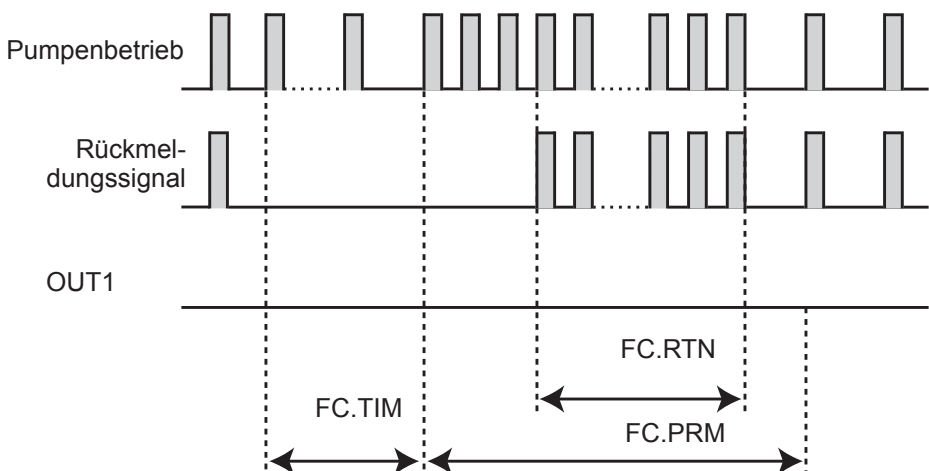 Pumpenbetrieb
Rückmel-
dungssignal
OUT1
FC.RTN
FC.TIM
FC.PRM